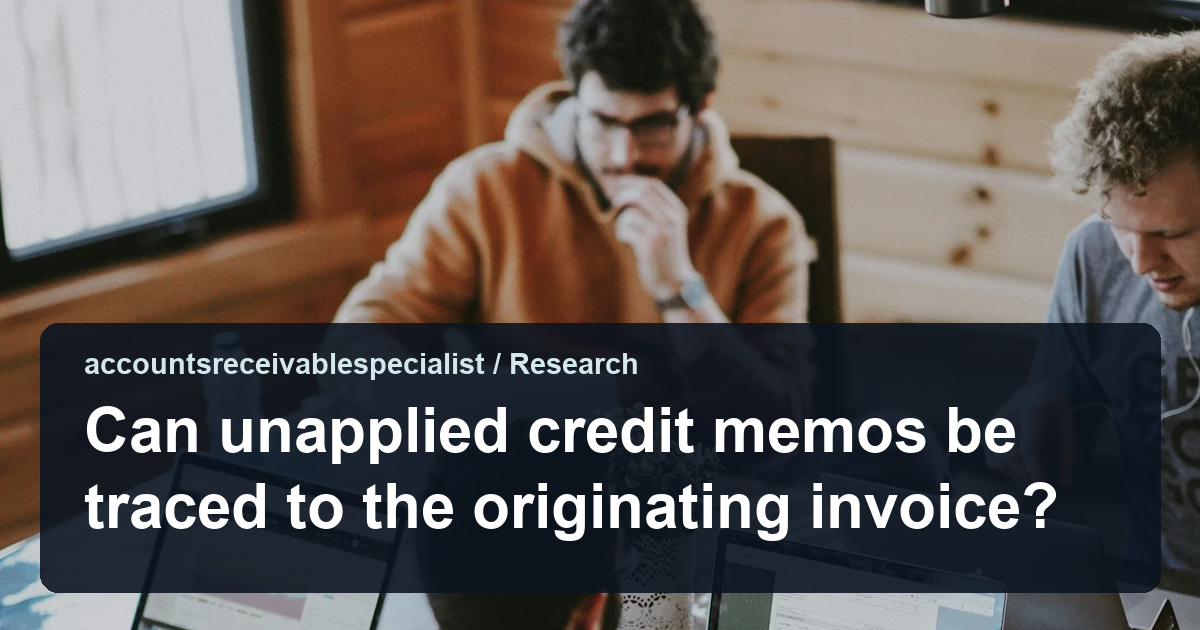 accountsreceivablespecialist / Research
Can unapplied credit memos be
traced to the originating invoice?